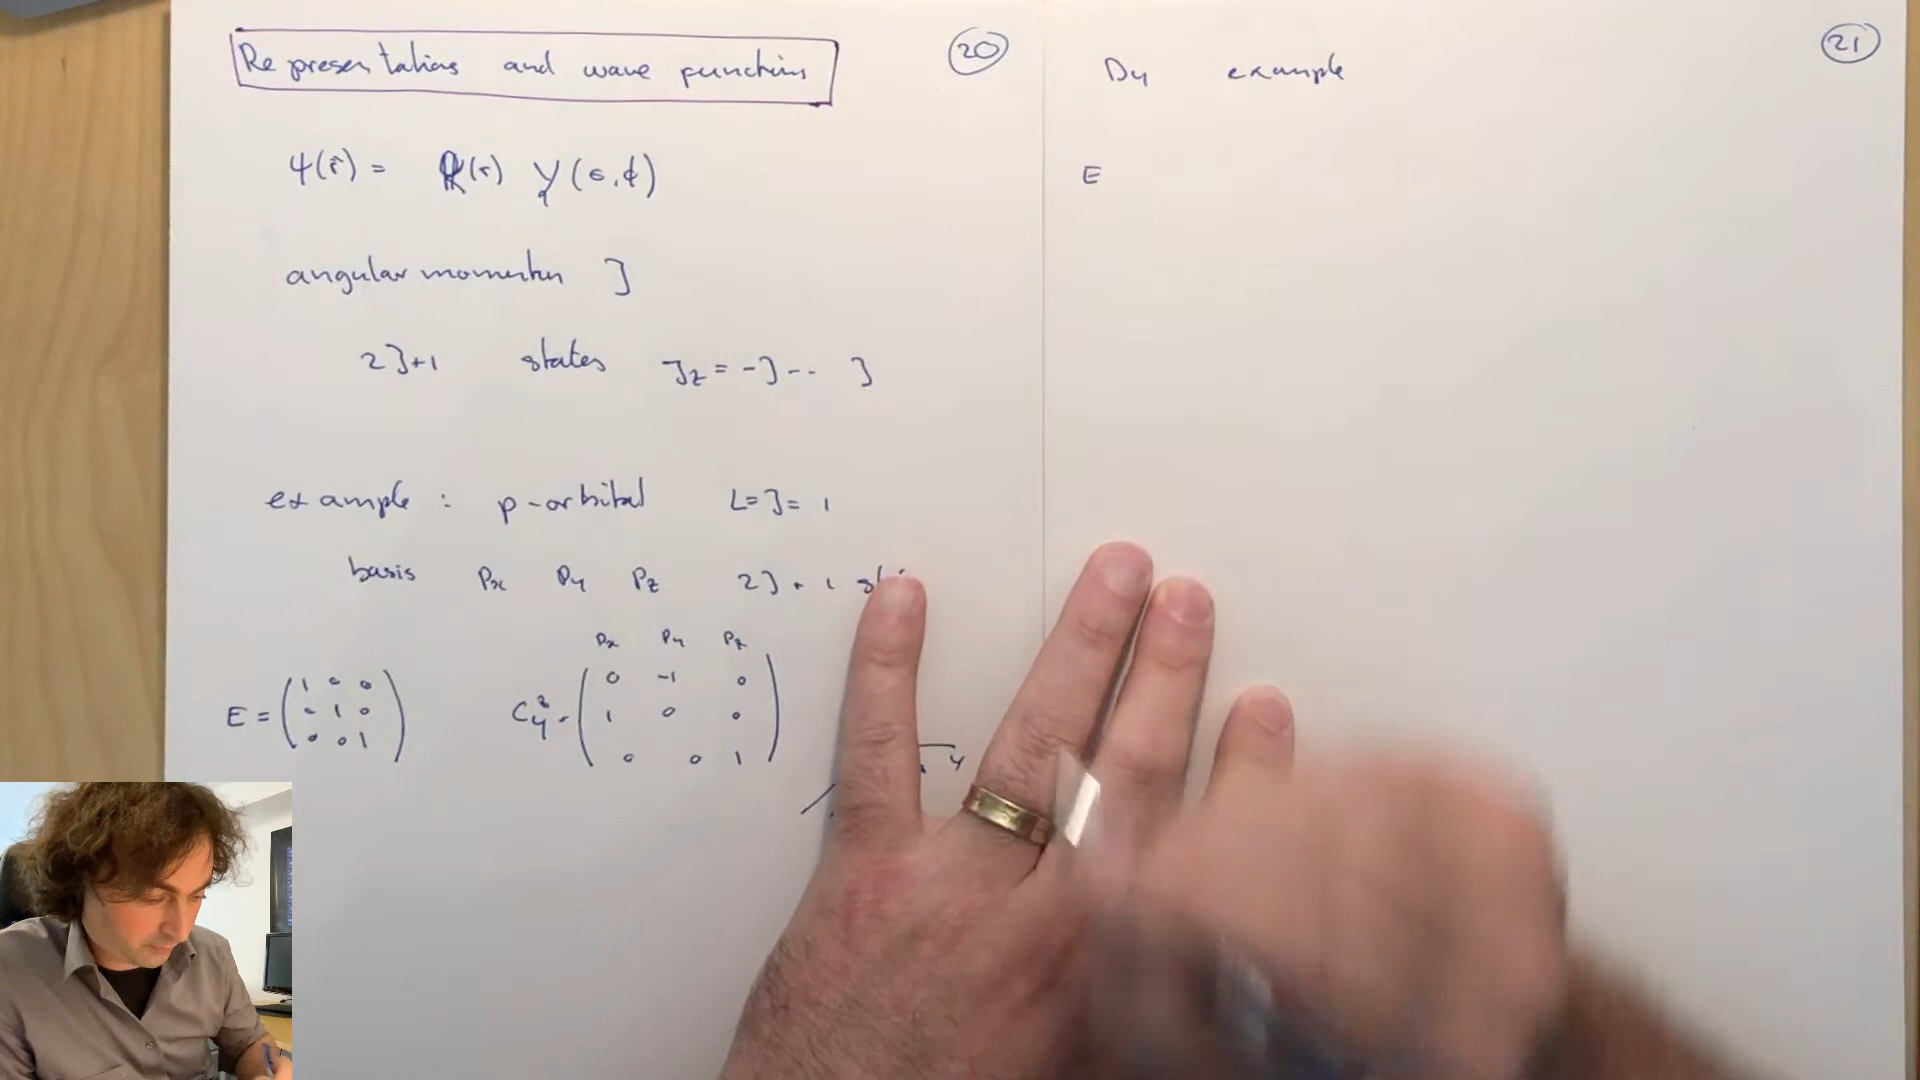 Representations and wave functions
20
ψ(r⃗) = R(r) Y(θ,φ)
angular momentum J
2J+1 states Jz = -J -- J
example : p-orbital L=J= 1
basis Px Py Pz 2J + 1
Px Py Pz
E = (1 0 0
0 1 0
0 0 1)
C4z = (0 -1 0
1 0 0
0 0 1)
y
21
D4 example
E